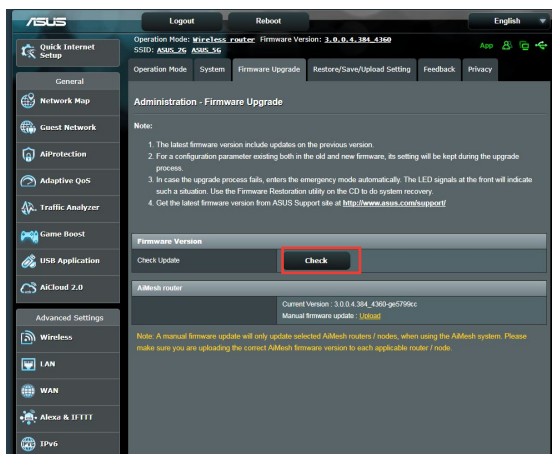 ASUS
Logout
Reboot
English
Quick Internet
Setup
Operation Mode: Wireless router Firmware Version: 3.0.0.4.384_4360
SSID: ASUS_2G ASUS_5G
App
Operation Mode
System
Firmware Upgrade
Restore/Save/Upload Setting
Feedback
Privacy
General
Network Map
Guest Network
AiProtection
Adaptive QoS
Traffic Analyzer
Game Boost
USB Application
AiCloud 2.0
Advanced Settings
Wireless
LAN
WAN
Alexa & IFTTT
IPv6
Administration - Firmware Upgrade
Note:
1. The latest firmware version include updates on the previous version.
2. For a configuration parameter existing both in the old and new firmware, its setting will be kept during the upgrade
process.
3. In case the upgrade process fails, enters the emergency mode automatically. The LED signals at the front will indicate
such a situation. Use the Firmware Restoration utility on the CD to do system recovery.
4. Get the latest firmware version from ASUS Support site at http://www.asus.com/support/
Firmware Version
Check Update
Check
AiMesh router
Current Version : 3.0.0.4.384_4360-ge5799cc
Manual firmware update : Upload
Note: A manual firmware update will only update selected AiMesh routers / nodes, when using the AiMesh system. Please
make sure you are uploading the correct AiMesh firmware version to each applicable router / node.